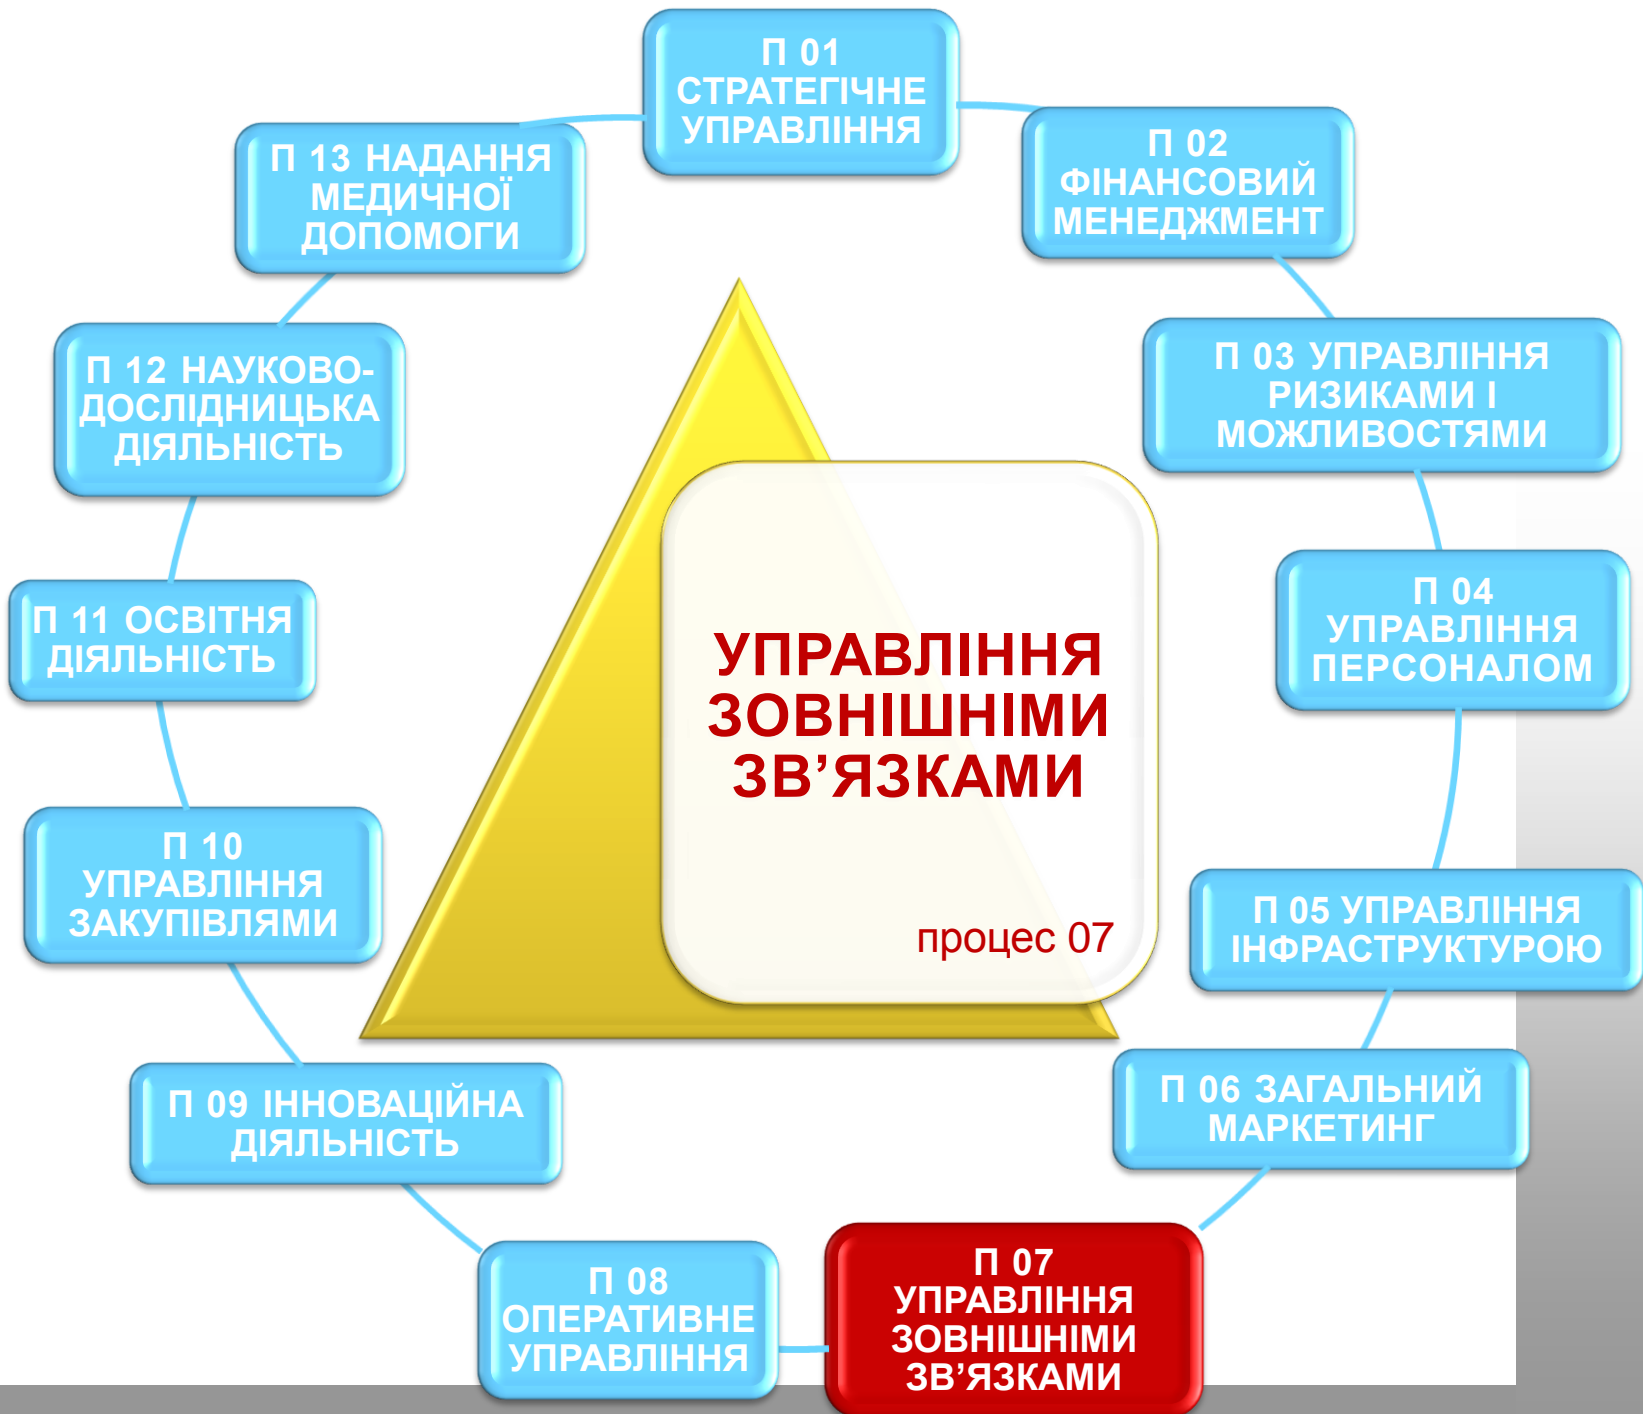 П 01
СТРАТЕГІЧНЕ
УПРАВЛІННЯ
П 02
ФІНАНСОВИЙ
МЕНЕДЖМЕНТ
П 03 УПРАВЛІННЯ
РИЗИКАМИ І
МОЖЛИВОСТЯМИ
П 04
УПРАВЛІННЯ
ПЕРСОНАЛОМ
П 05 УПРАВЛІННЯ
ІНФРАСТРУКТУРОЮ
П 06 ЗАГАЛЬНИЙ
МАРКЕТИНГ
П 07
УПРАВЛІННЯ
ЗОВНІШНІМИ
ЗВ’ЯЗКАМИ
П 08
ОПЕРАТИВНЕ
УПРАВЛІННЯ
П 09 ІННОВАЦІЙНА
ДІЯЛЬНІСТЬ
П 10
УПРАВЛІННЯ
ЗАКУПІВЛЯМИ
П 11 ОСВІТНЯ
ДІЯЛЬНІСТЬ
П 12 НАУКОВО-
ДОСЛІДНИЦЬКА
ДІЯЛЬНІСТЬ
П 13 НАДАННЯ
МЕДИЧНОЇ
ДОПОМОГИ
УПРАВЛІННЯ
ЗОВНІШНІМИ
ЗВ’ЯЗКАМИ
процес 07